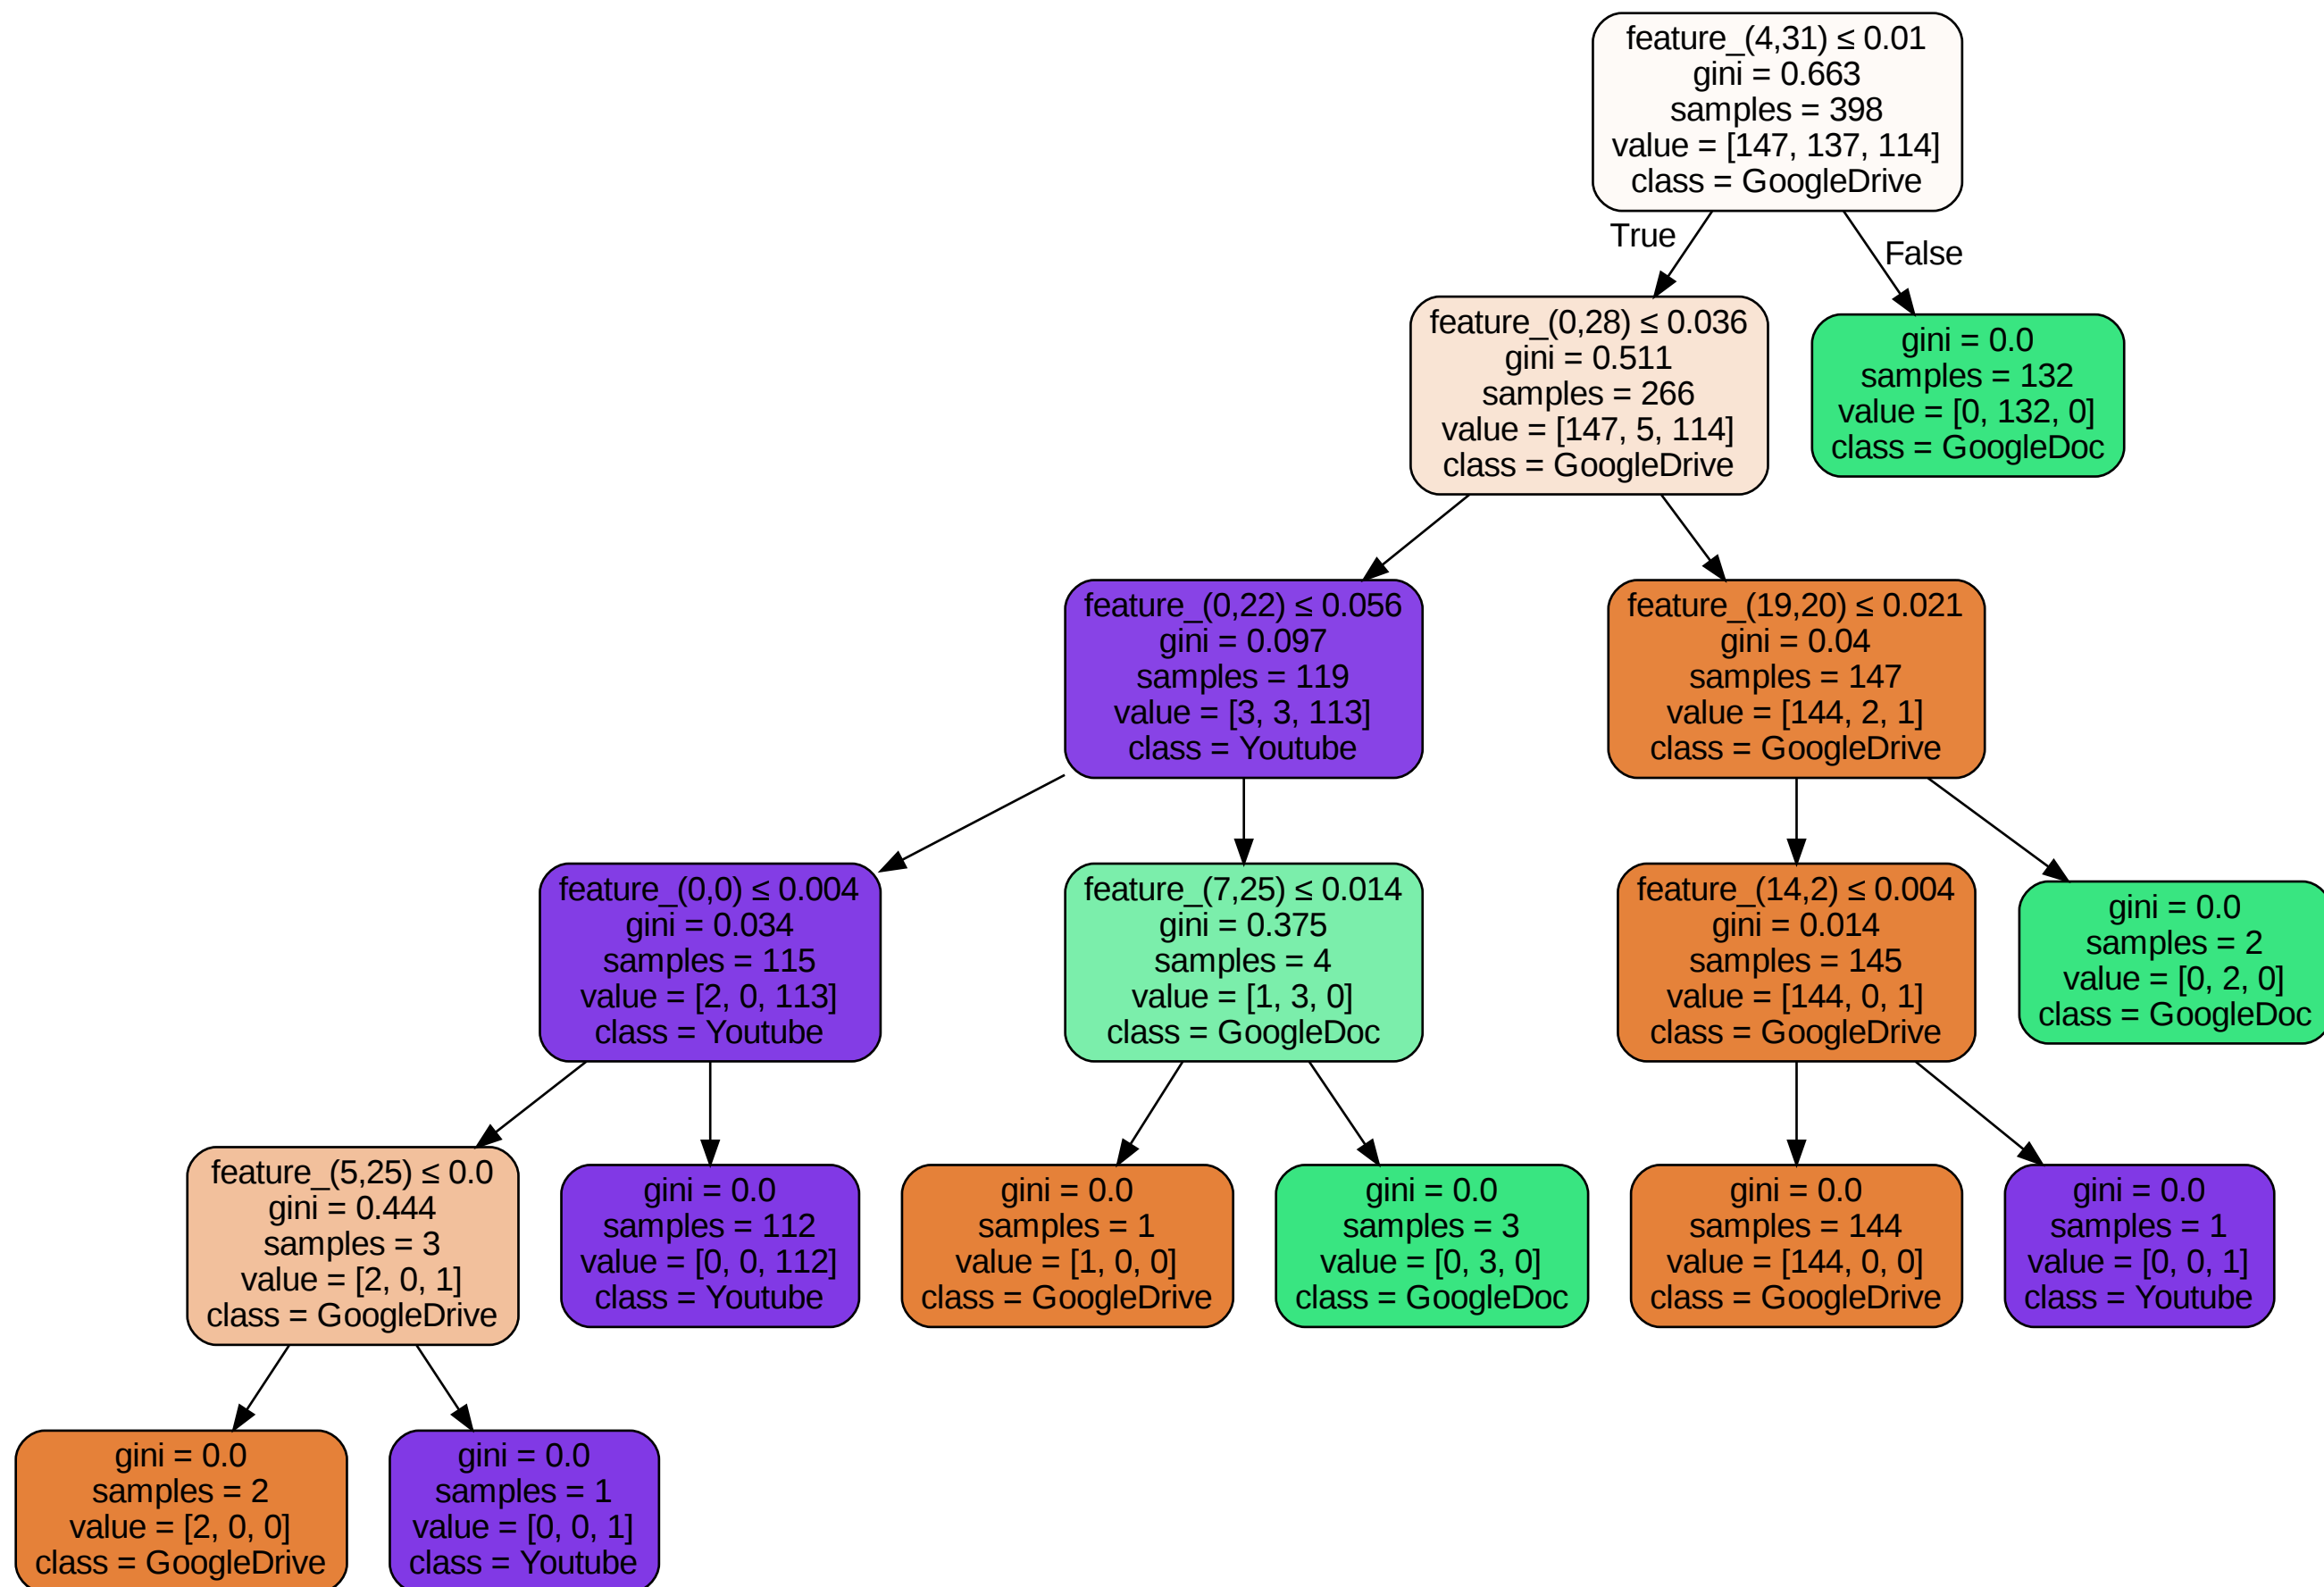 feature_(4,31) ≤ 0.01
gini = 0.663
samples = 398
value = [147, 137, 114]
class = GoogleDrive
True
False
feature_(0,28) ≤ 0.036
gini = 0.511
samples = 266
value = [147, 5, 114]
class = GoogleDrive
gini = 0.0
samples = 132
value = [0, 132, 0]
class = GoogleDoc
feature_(0,22) ≤ 0.056
gini = 0.097
samples = 119
value = [3, 3, 113]
class = Youtube
feature_(19,20) ≤ 0.021
gini = 0.04
samples = 147
value = [144, 2, 1]
class = GoogleDrive
feature_(0,0) ≤ 0.004
gini = 0.034
samples = 115
value = [2, 0, 113]
class = Youtube
feature_(7,25) ≤ 0.014
gini = 0.375
samples = 4
value = [1, 3, 0]
class = GoogleDoc
feature_(14,2) ≤ 0.004
gini = 0.014
samples = 145
value = [144, 0, 1]
class = GoogleDrive
gini = 0.0
samples = 2
value = [0, 2, 0]
class = GoogleDoc
feature_(5,25) ≤ 0.0
gini = 0.444
samples = 3
value = [2, 0, 1]
class = GoogleDrive
gini = 0.0
samples = 112
value = [0, 0, 112]
class = Youtube
gini = 0.0
samples = 1
value = [1, 0, 0]
class = GoogleDrive
gini = 0.0
samples = 3
value = [0, 3, 0]
class = GoogleDoc
gini = 0.0
samples = 144
value = [144, 0, 0]
class = GoogleDrive
gini = 0.0
samples = 1
value = [0, 0, 1]
class = Youtube
gini = 0.0
samples = 2
value = [2, 0, 0]
class = GoogleDrive
gini = 0.0
samples = 1
value = [0, 0, 1]
class = Youtube